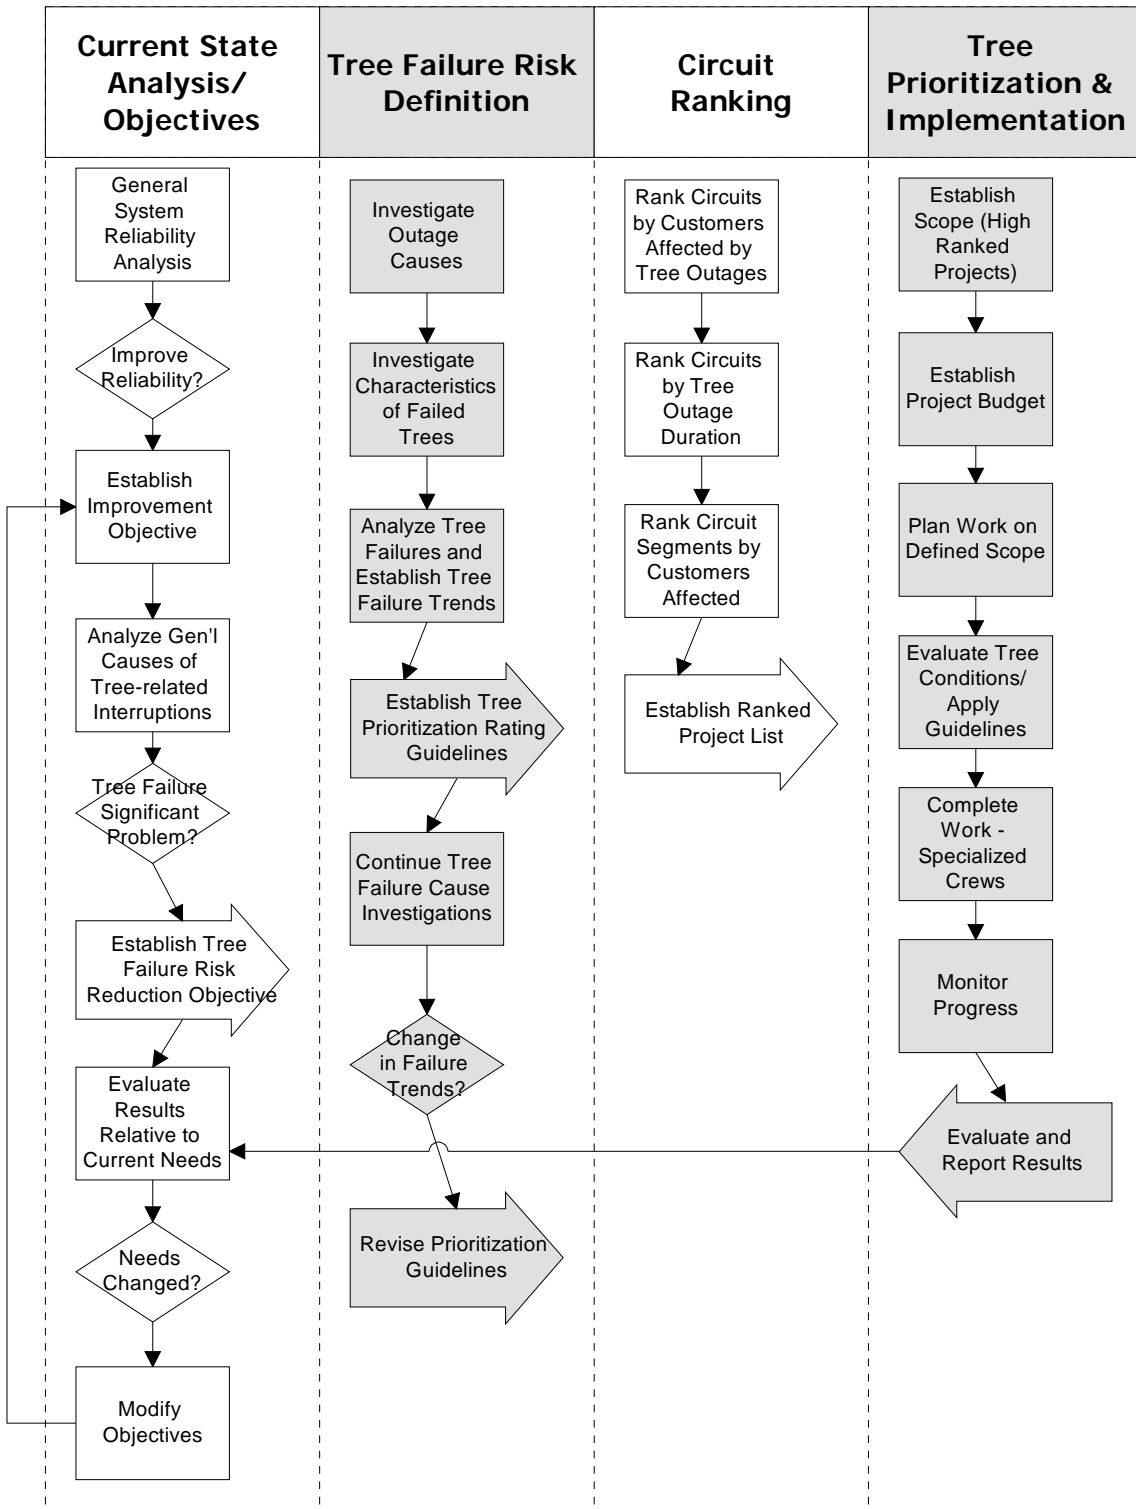 Current State
Analysis/
Objectives
Tree Failure Risk
Definition
Circuit
Ranking
Tree
Prioritization &
Implementation
General
System
Reliability
Analysis
Improve
Reliability?
Establish
Improvement
Objective
Analyze Gen'l
Causes of
Tree-related
Interruptions
Tree Failure
Significant
Problem?
Establish Tree
Failure Risk
Reduction Objective
Evaluate
Results
Relative to
Current Needs
Needs
Changed?
Modify
Objectives
Investigate
Outage
Causes
Investigate
Characteristics
of Failed
Trees
Analyze Tree
Failures and
Establish Tree
Failure Trends
Establish Tree
Prioritization Rating
Guidelines
Continue Tree
Failure Cause
Investigations
Change
in Failure
Trends?
Revise Prioritization
Guidelines
Rank Circuits
by Customers
Affected by
Tree Outages
Rank Circuits
by Tree
Outage
Duration
Rank Circuit
Segments by
Customers
Affected
Establish Ranked
Project List
Establish
Scope (High
Ranked
Projects)
Establish
Project Budget
Plan Work on
Defined Scope
Evaluate Tree
Conditions/
Apply
Guidelines
Complete
Work -
Specialized
Crews
Monitor
Progress
Evaluate and
Report Results